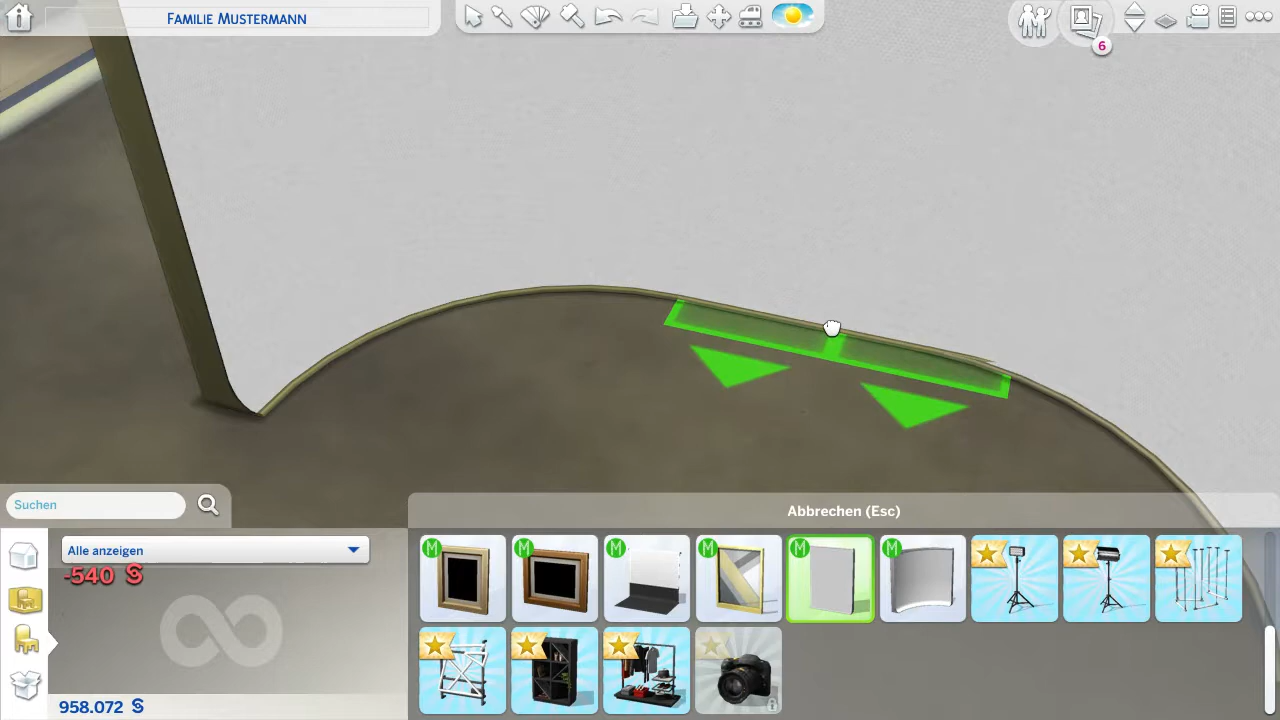 FAMILIE MUSTERMANN
6
Suchen
Abbrechen (Esc)
Alle anzeigen
-540
M
M
M
M
M
M
958.072